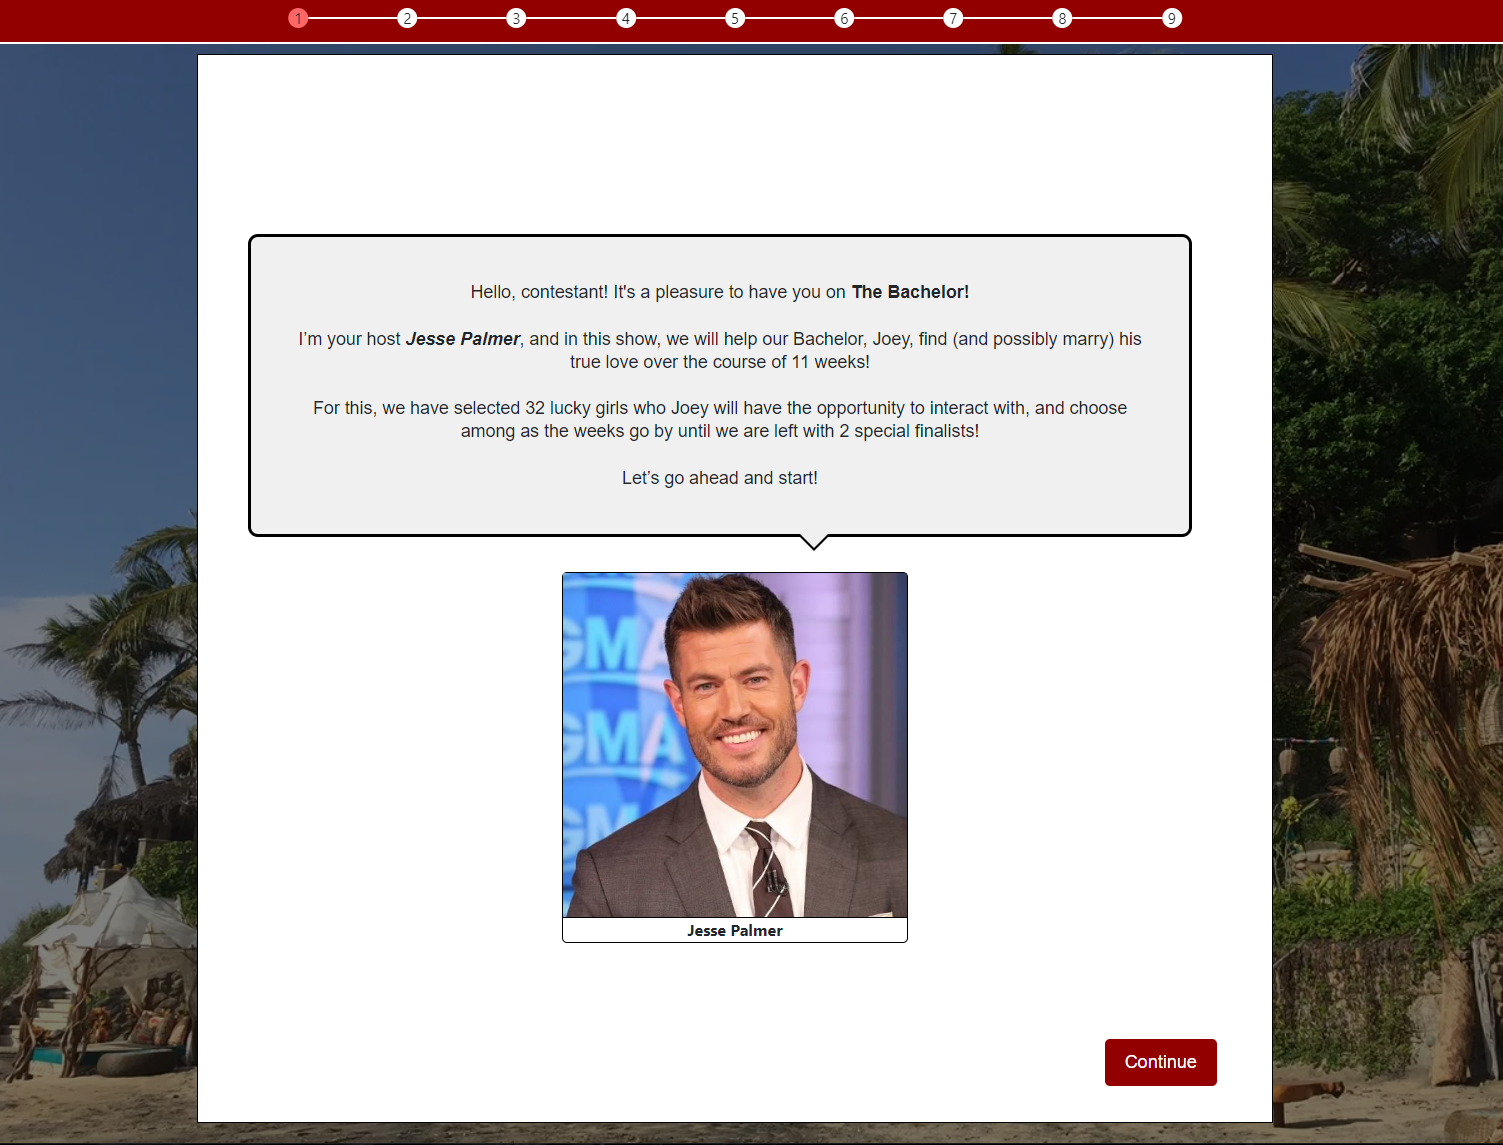 1 2 3 4 5 6 7 8 9
Hello, contestant! It's a pleasure to have you on The Bachelor!
I’m your host Jesse Palmer, and in this show, we will help our Bachelor, Joey, find (and possibly marry) his
true love over the course of 11 weeks!
For this, we have selected 32 lucky girls who Joey will have the opportunity to interact with, and choose
among as the weeks go by until we are left with 2 special finalists!
Let’s go ahead and start!
GMA
GMA
GM
Jesse Palmer
Continue